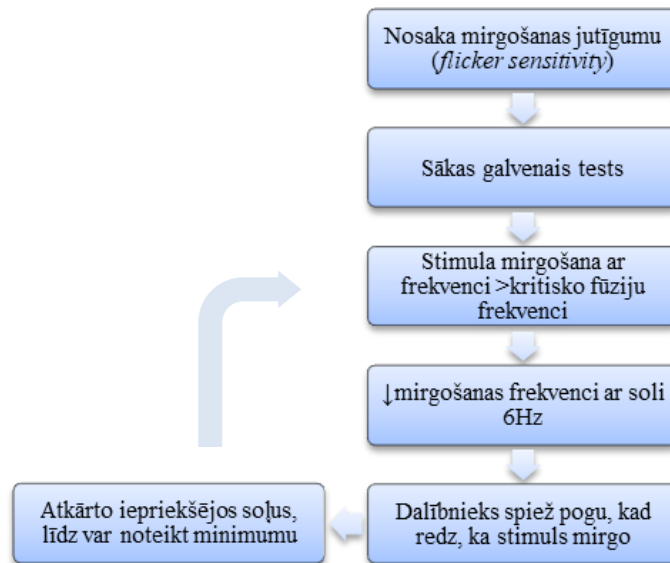 Nosaka mirgošanas jutīgumu
(flicker sensitivity)
Sākas galvenais tests
Stimula mirgošana ar
frekvenci >kritisko fūziju
frekvenci
↓mirgošanas frekvenci ar soli
6Hz
Dalībnieks spiež pogu, kad
redz, ka stimuls mirgo
Atkārto iepriekšējos soļus,
līdz var noteikt minimumu